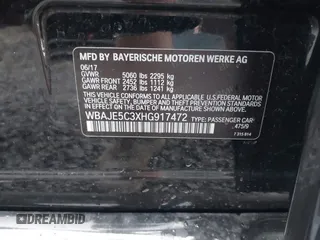 MFD BY BAYERISCHE MOTOREN WERKE AG
06/17
GVWR 5060 lbs 2295 kg
GAWR FRONT 2452 lbs 1112 kg
GAWR REAR 2736 lbs 1241 kg
THIS VEHICLE CONFORMS TO ALL APPLICABLE U.S. FEDERAL MOTOR
VEHICLE SAFETY, BUMPER, AND THEFT PREVENTION STANDARDS IN
EFFECT ON THE DATE OF MANUFACTURE SHOWN ABOVE.
WBAJE5C3XHG917472 PASSENGER CAR
475/9
DREAMBID